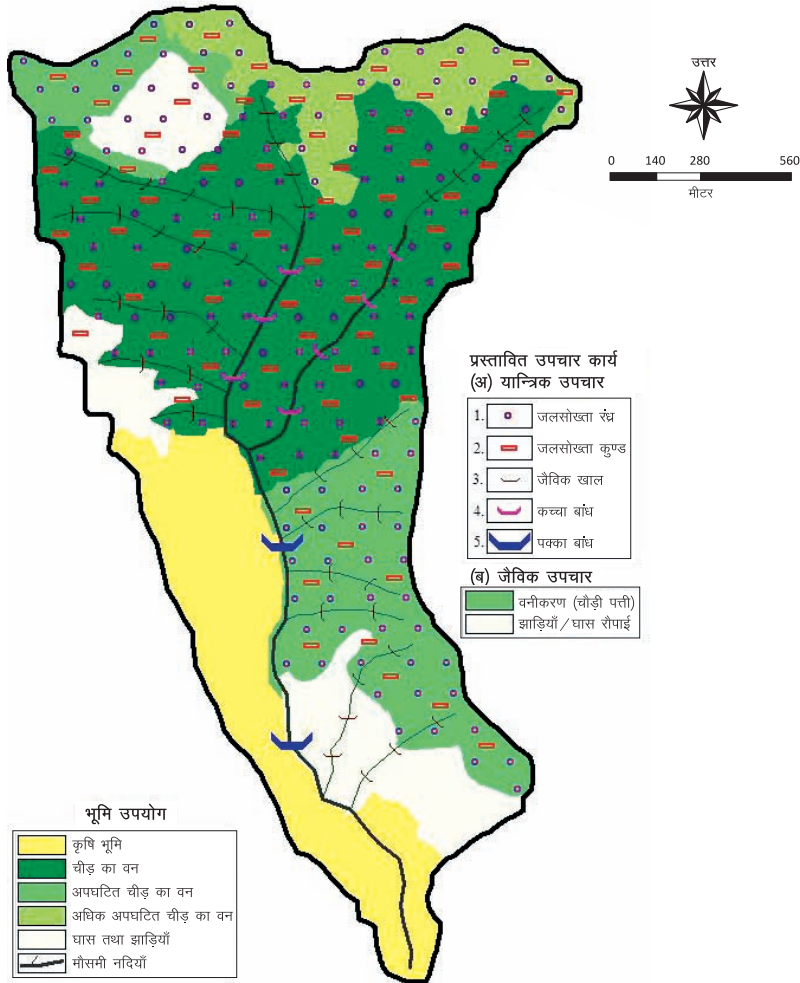 उत्तर
0 140 280 560
मीटर
प्रस्तावित उपचार कार्य
(अ) यान्त्रिक उपचार
1. जलसोख्ता रंध्र
2. जलसोख्ता कुण्ड
3. जैविक खाल
4. कच्चा बांध
5. पक्का बांध
(ब) जैविक उपचार
वनीकरण (चौड़ी पत्ती)
झाड़ियाँ/घास रौपाई
भूमि उपयोग
कृषि भूमि
चीड़ का वन
अपघटित चीड़ का वन
अधिक अपघटित चीड़ का वन
घास तथा झाड़ियाँ
मौसमी नदियाँ